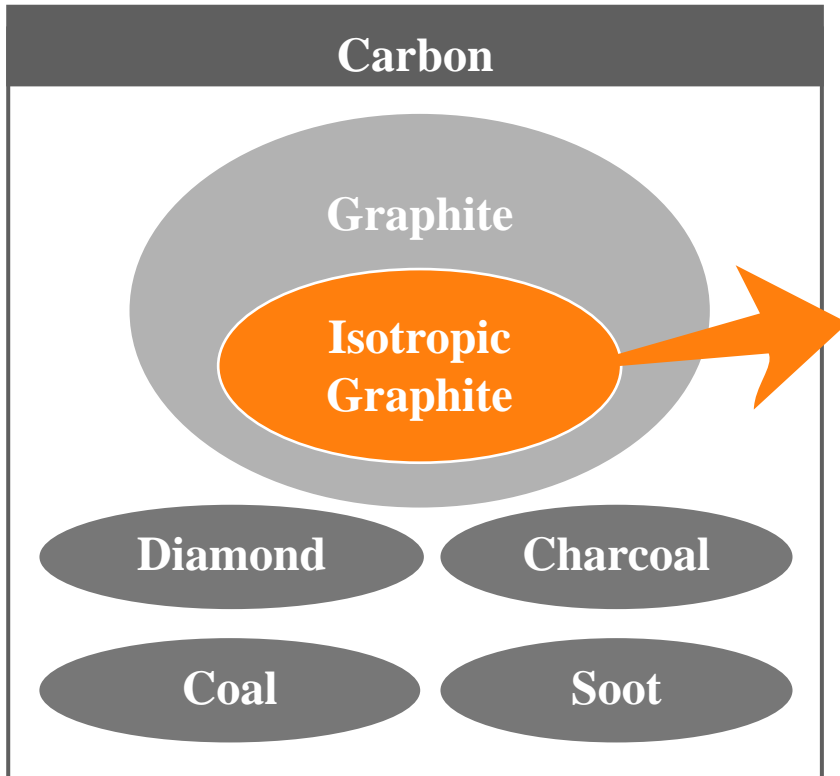 Carbon
Graphite
Isotropic
Graphite
Diamond
Charcoal
Coal
Soot